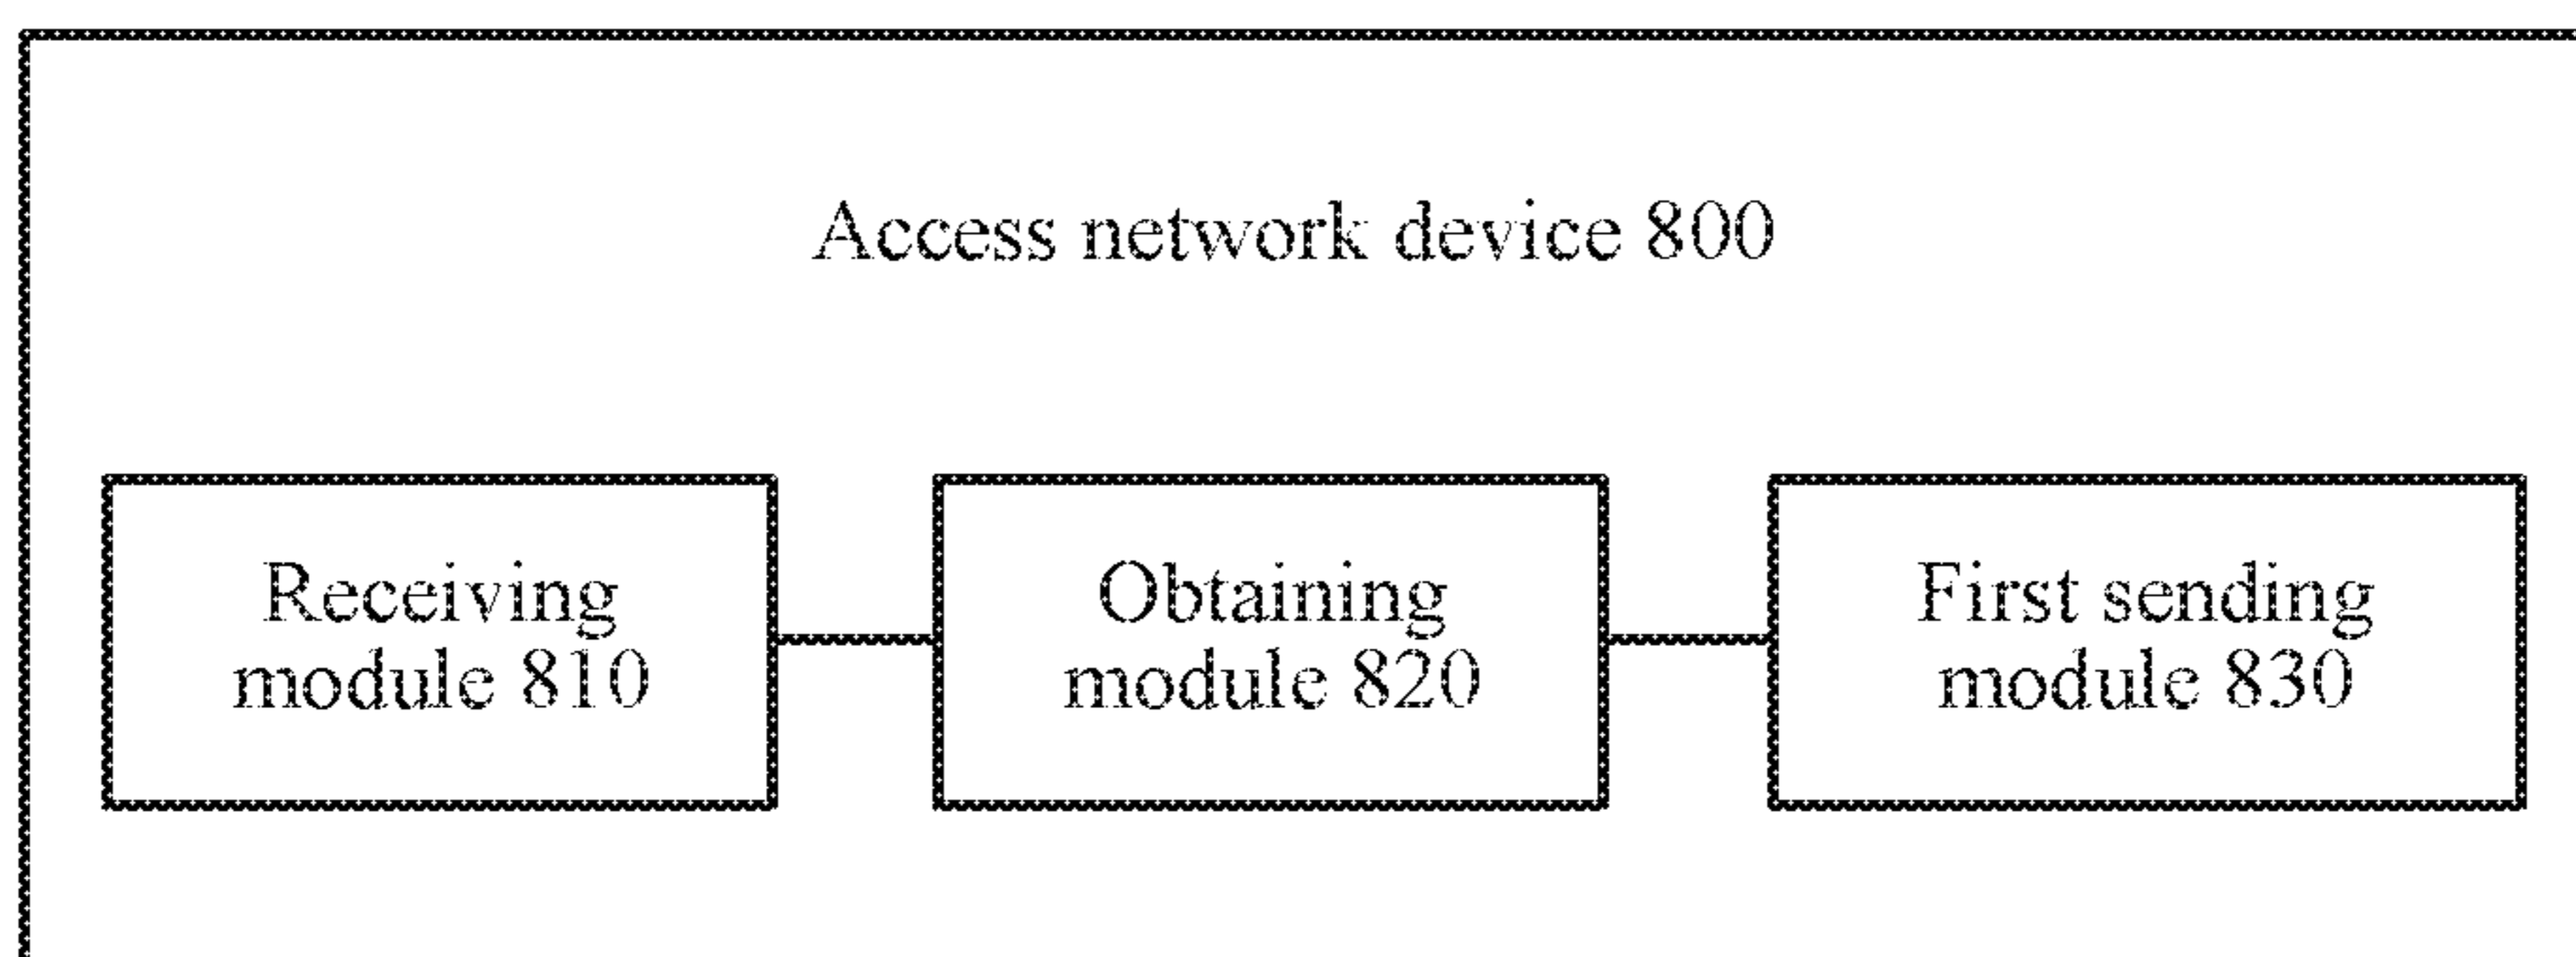 Access network device 800
Receiving
module 810
Obtaining
module 820
First sending
module 830